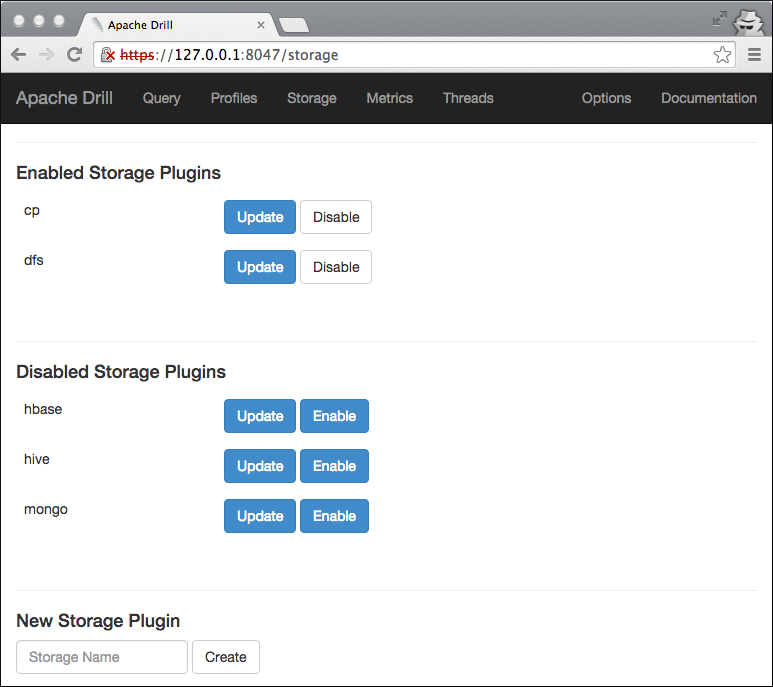 Apache Drill
https://127.0.0.1:8047/storage
Apache Drill Query Profiles Storage Metrics Threads Options Documentation
Enabled Storage Plugins
cp Update Disable
dfs Update Disable
Disabled Storage Plugins
hbase Update Enable
hive Update Enable
mongo Update Enable
New Storage Plugin
Storage Name Create